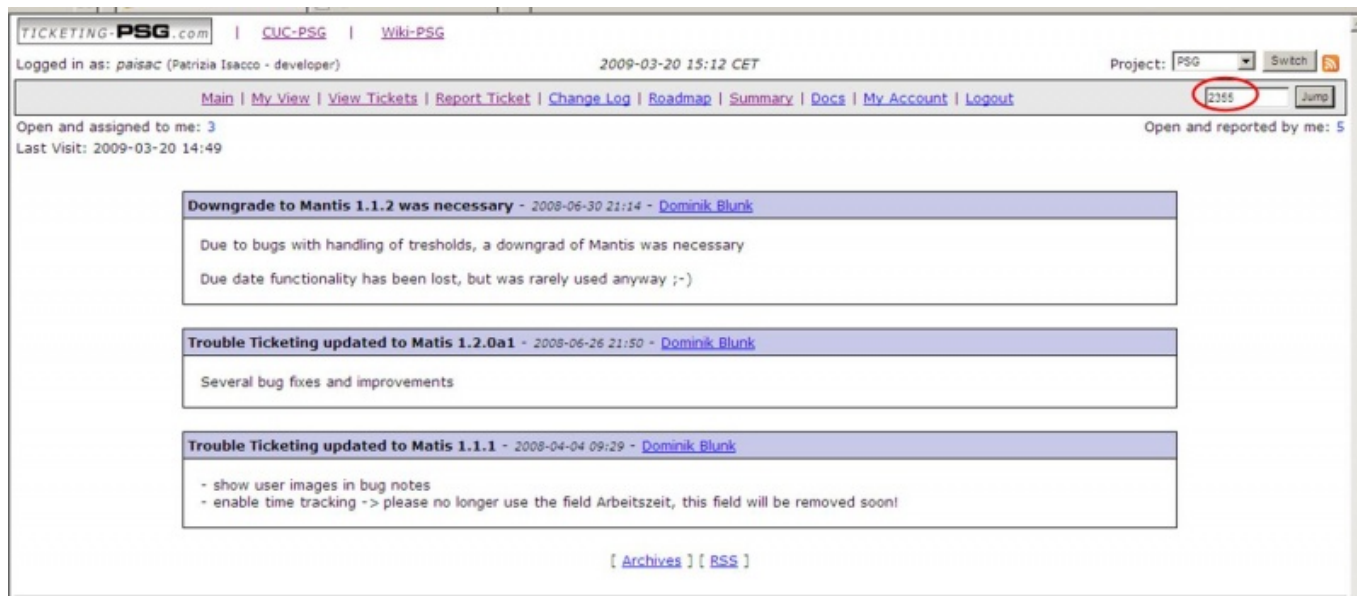 TICKETING-PSG.com | CUC-PSG | Wiki-PSG
Logged in as: paisac (Patrizia Isacco - developer) 2009-03-20 15:12 CET Project: PSG Switch
Main | My View | View Tickets | Report Ticket | Change Log | Roadmap | Summary | Docs | My Account | Logout 2355 Jump
Open and assigned to me: 3 Open and reported by me: 5
Last Visit: 2009-03-20 14:49
Downgrade to Mantis 1.1.2 was necessary - 2008-06-30 21:14 - Dominik Blunk
Due to bugs with handling of tresholds, a downgrad of Mantis was necessary
Due date functionality has been lost, but was rarely used anyway ;-)
Trouble Ticketing updated to Matis 1.2.0a1 - 2008-06-26 21:50 - Dominik Blunk
Several bug fixes and improvements
Trouble Ticketing updated to Matis 1.1.1 - 2008-04-04 09:29 - Dominik Blunk
- show user images in bug notes
- enable time tracking -> please no longer use the field Arbeitszeit, this field will be removed soon!
[ Archives ] [ RSS ]